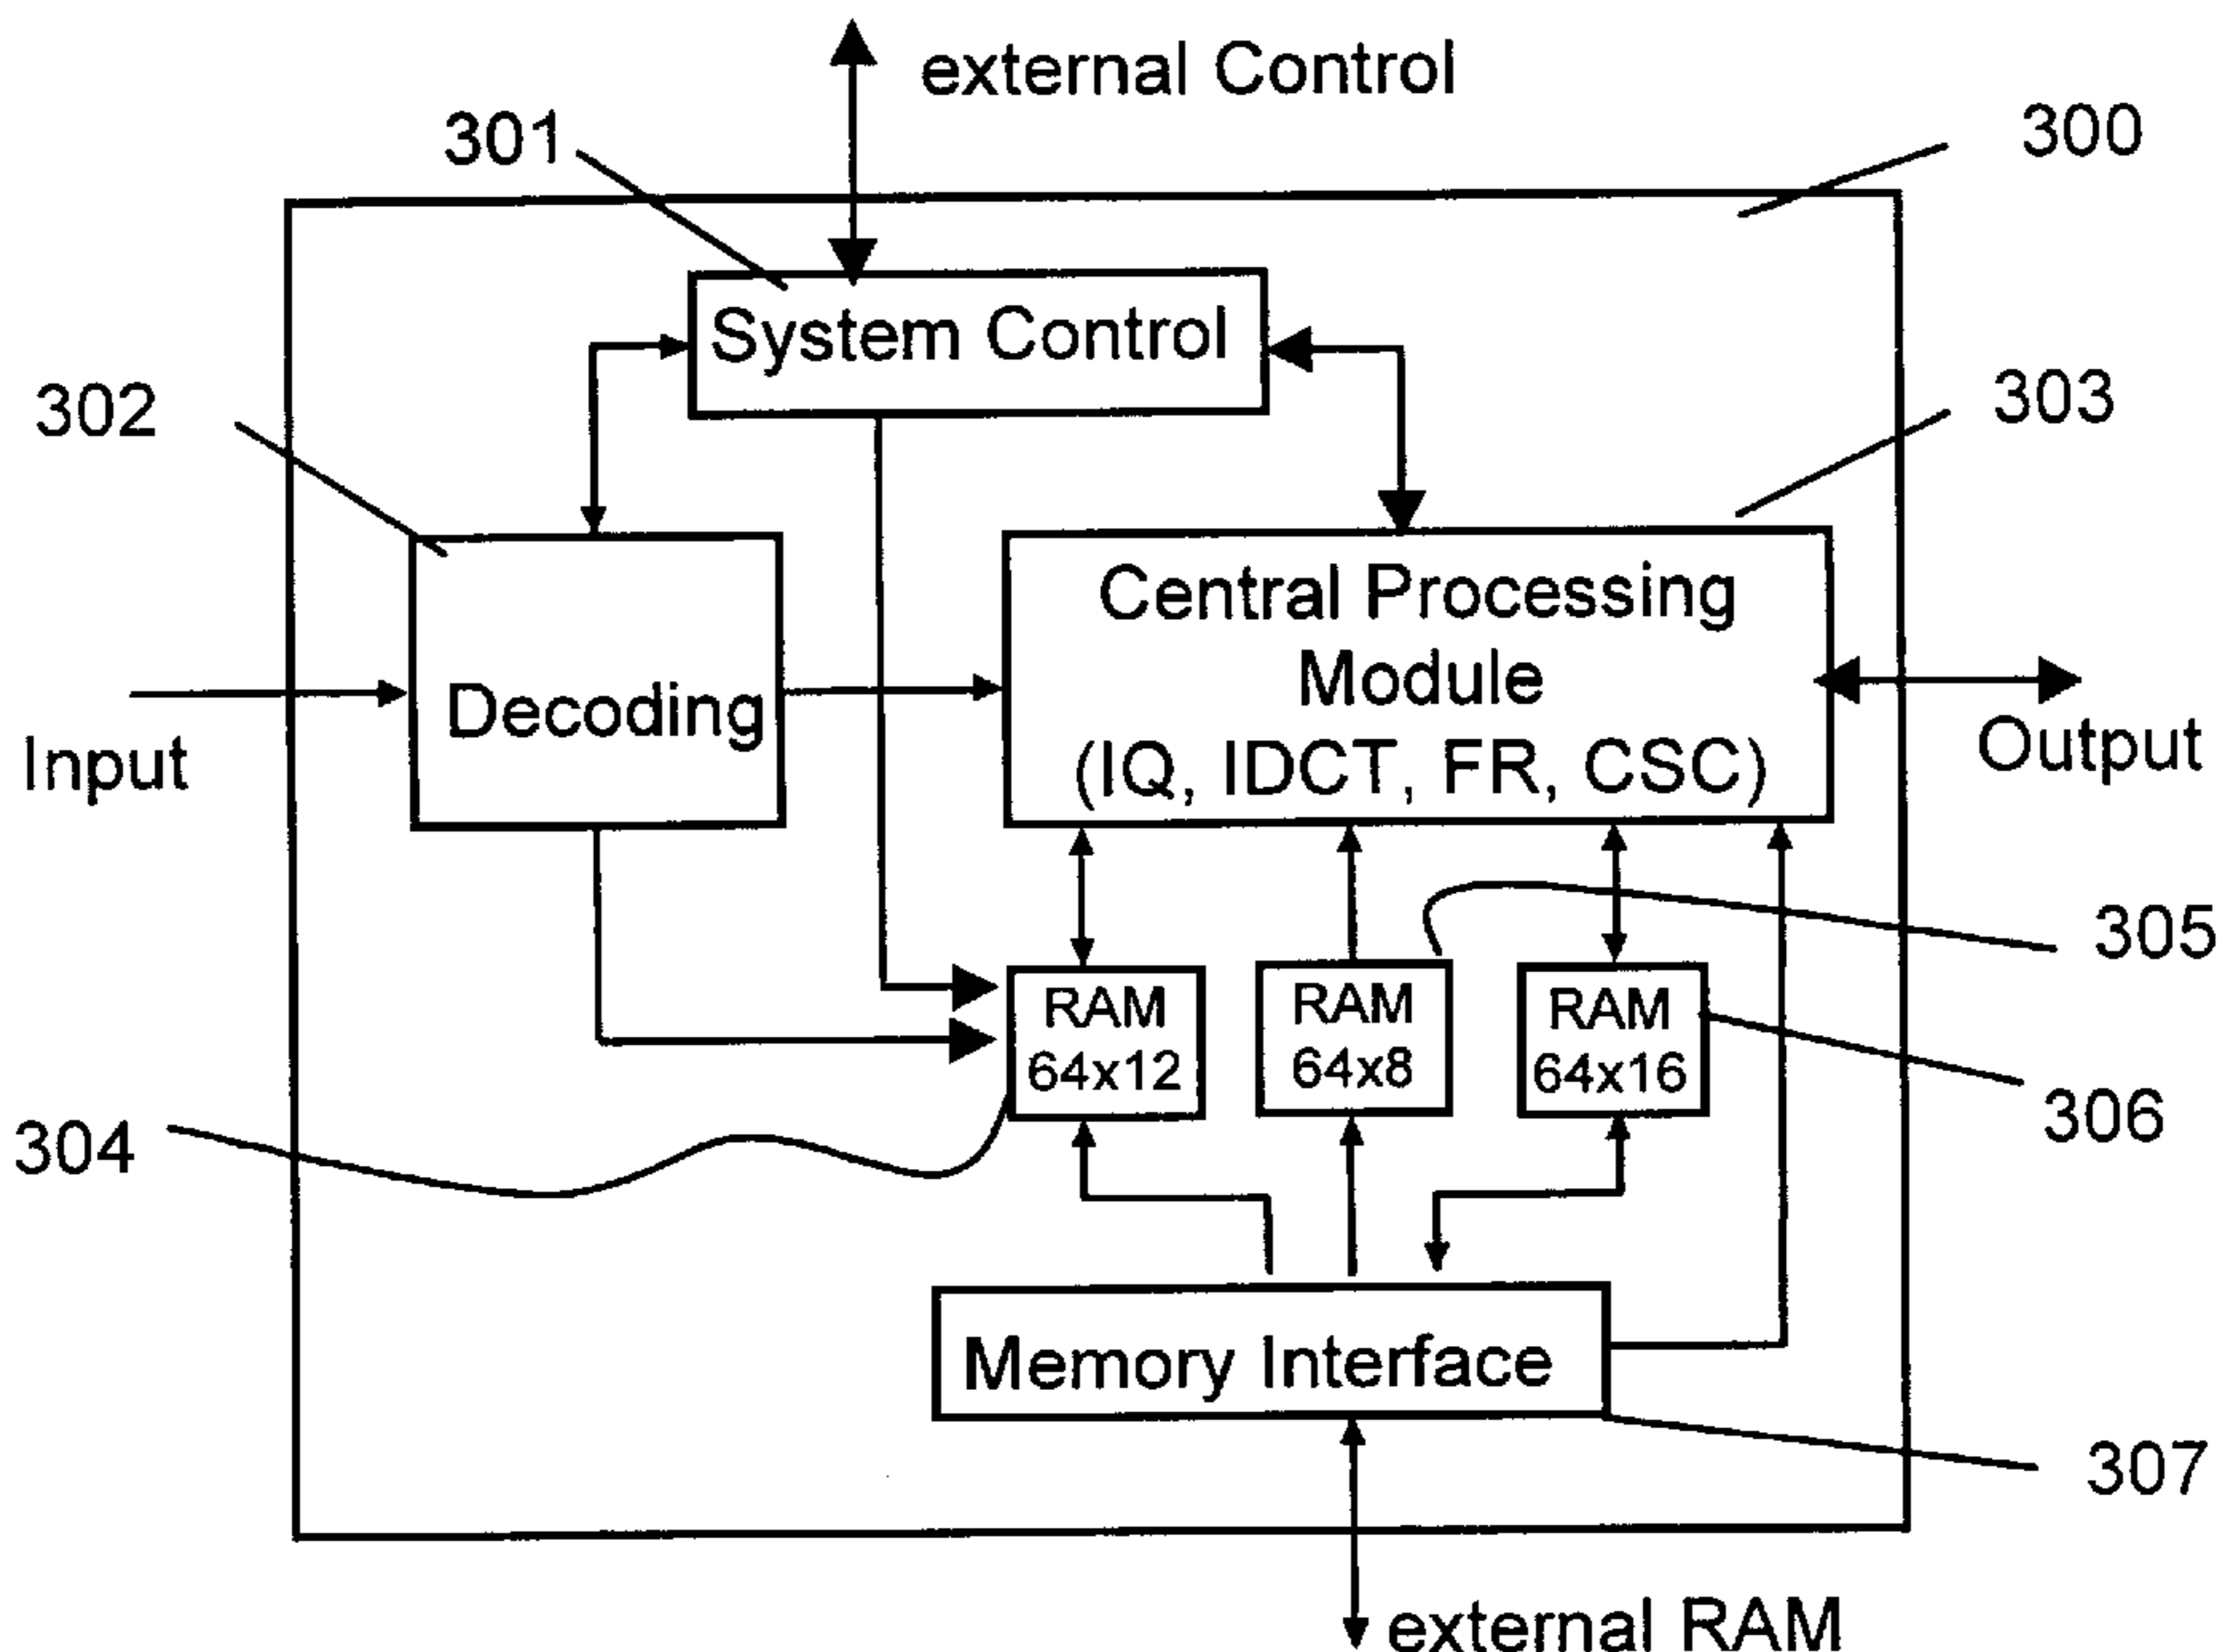 external Control
301
300
System Control
302
303
Central Processing
Module
(IQ, IDCT, FR, CSC)
Decoding
Input
Output
305
RAM
64x12
RAM
64x8
RAM
64x16
304
306
Memory Interface
307
external RAM